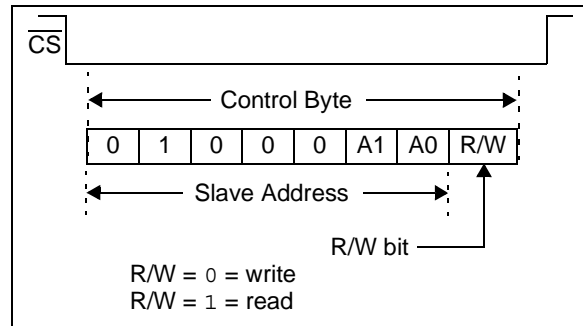 CS
Control Byte
0 1 0 0 0 A1 A0 R/W
Slave Address
R/W bit
R/W = 0 = write
R/W = 1 = read